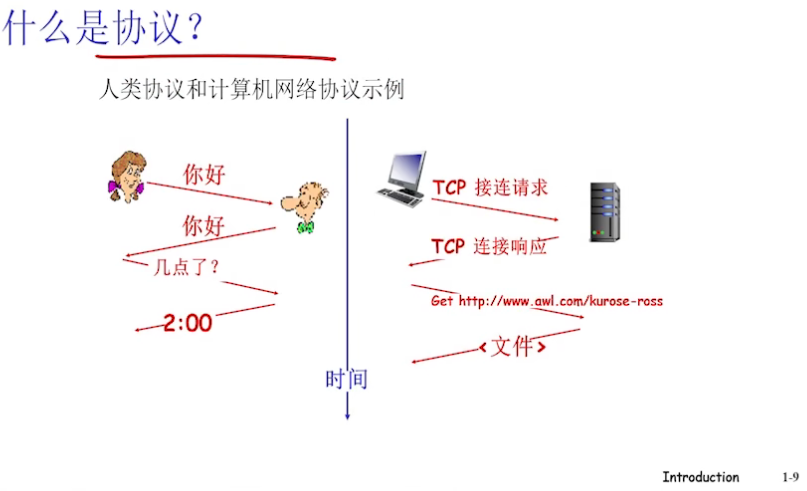 什么是协议？
人类协议和计算机网络协议示例
你好
你好
几点了？
2:00
TCP 接连请求
TCP 连接响应
Get http://www.awl.com/kurose-ross
<文件>
时间
Introduction 1-9